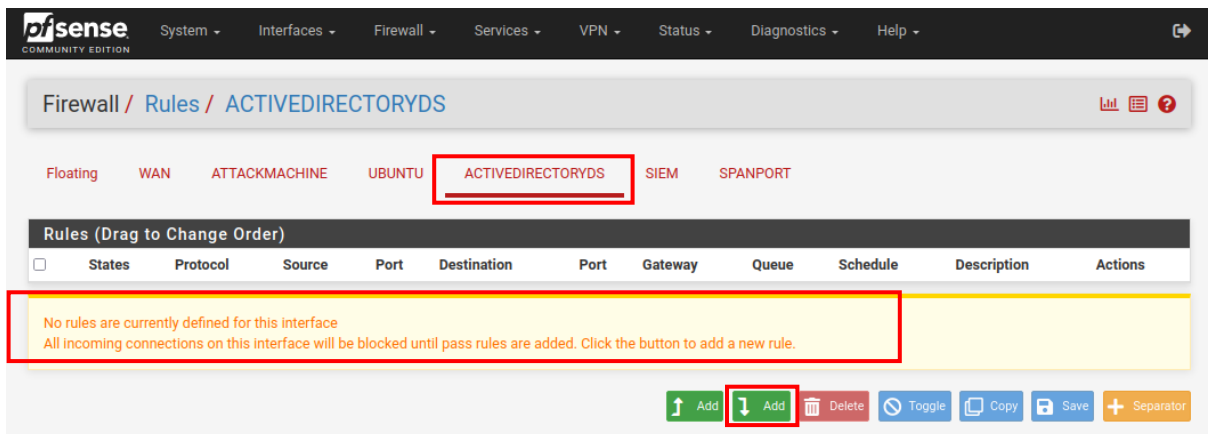 pfsense System Interfaces Firewall Services VPN Status Diagnostics Help
COMMUNITY EDITION
Firewall / Rules / ACTIVEDIRECTORYDS
Floating WAN ATTACKMACHINE UBUNTU ACTIVEDIRECTORYDS SIEM SPANPORT
Rules (Drag to Change Order)
States Protocol Source Port Destination Port Gateway Queue Schedule Description Actions
No rules are currently defined for this interface
All incoming connections on this interface will be blocked until pass rules are added. Click the button to add a new rule.
Add Add Delete Toggle Copy Save Separator